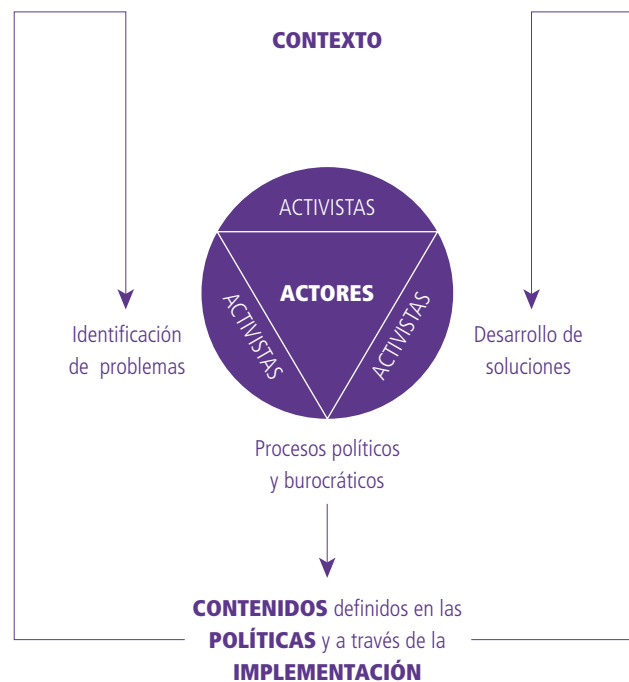 CONTEXTO
ACTIVISTAS
ACTORES
ACTIVISTAS
ACTIVISTAS
Identificación
de problemas
Desarrollo de
soluciones
Procesos políticos
y burocráticos
CONTENIDOS definidos en las
POLÍTICAS y a través de la
IMPLEMENTACIÓN